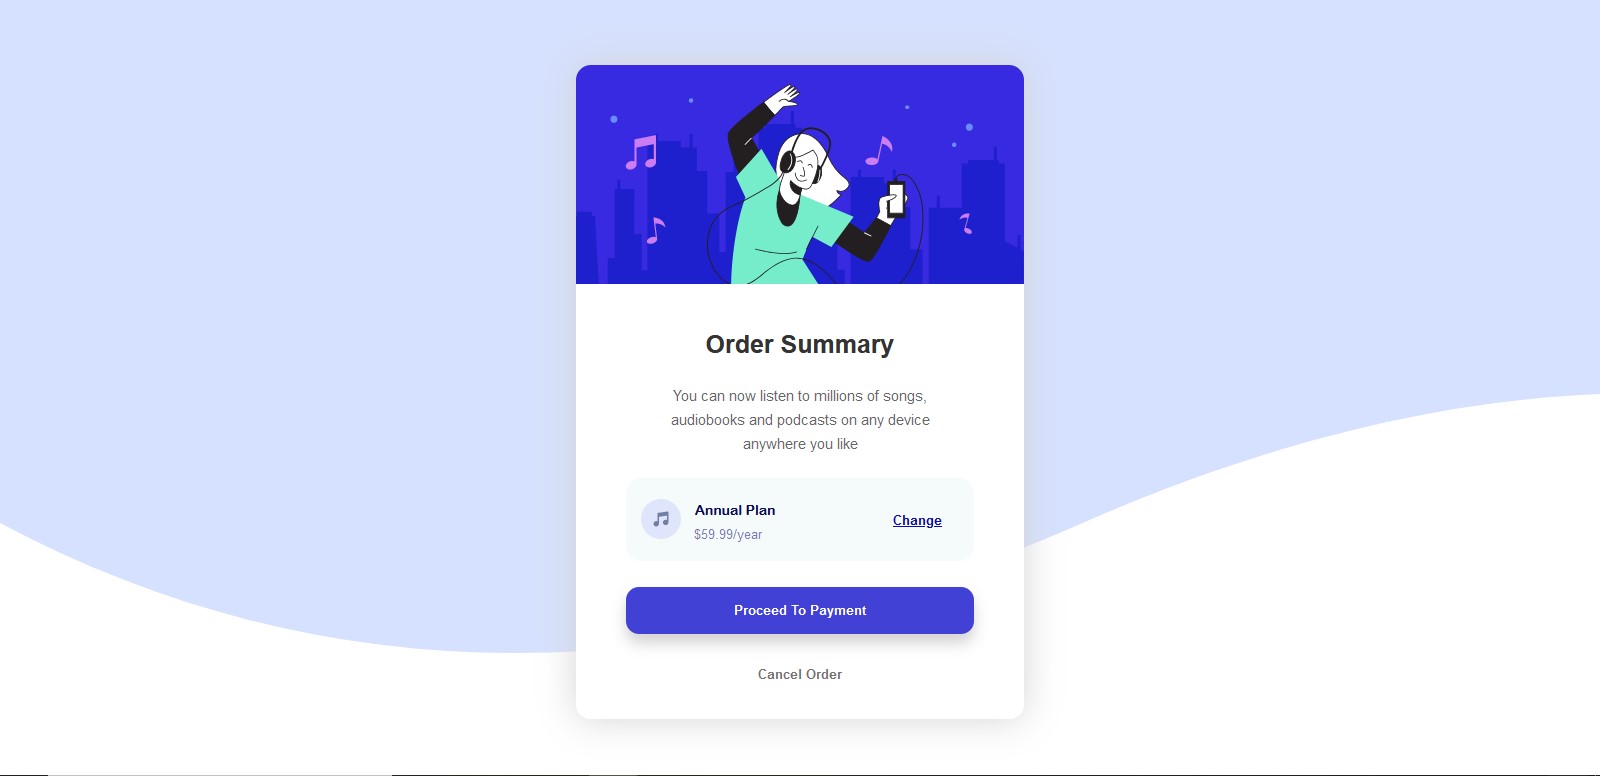 Order Summary
You can now listen to millions of songs,
audiobooks and podcasts on any device
anywhere you like
Annual Plan
$59.99/year
Change
Proceed To Payment
Cancel Order